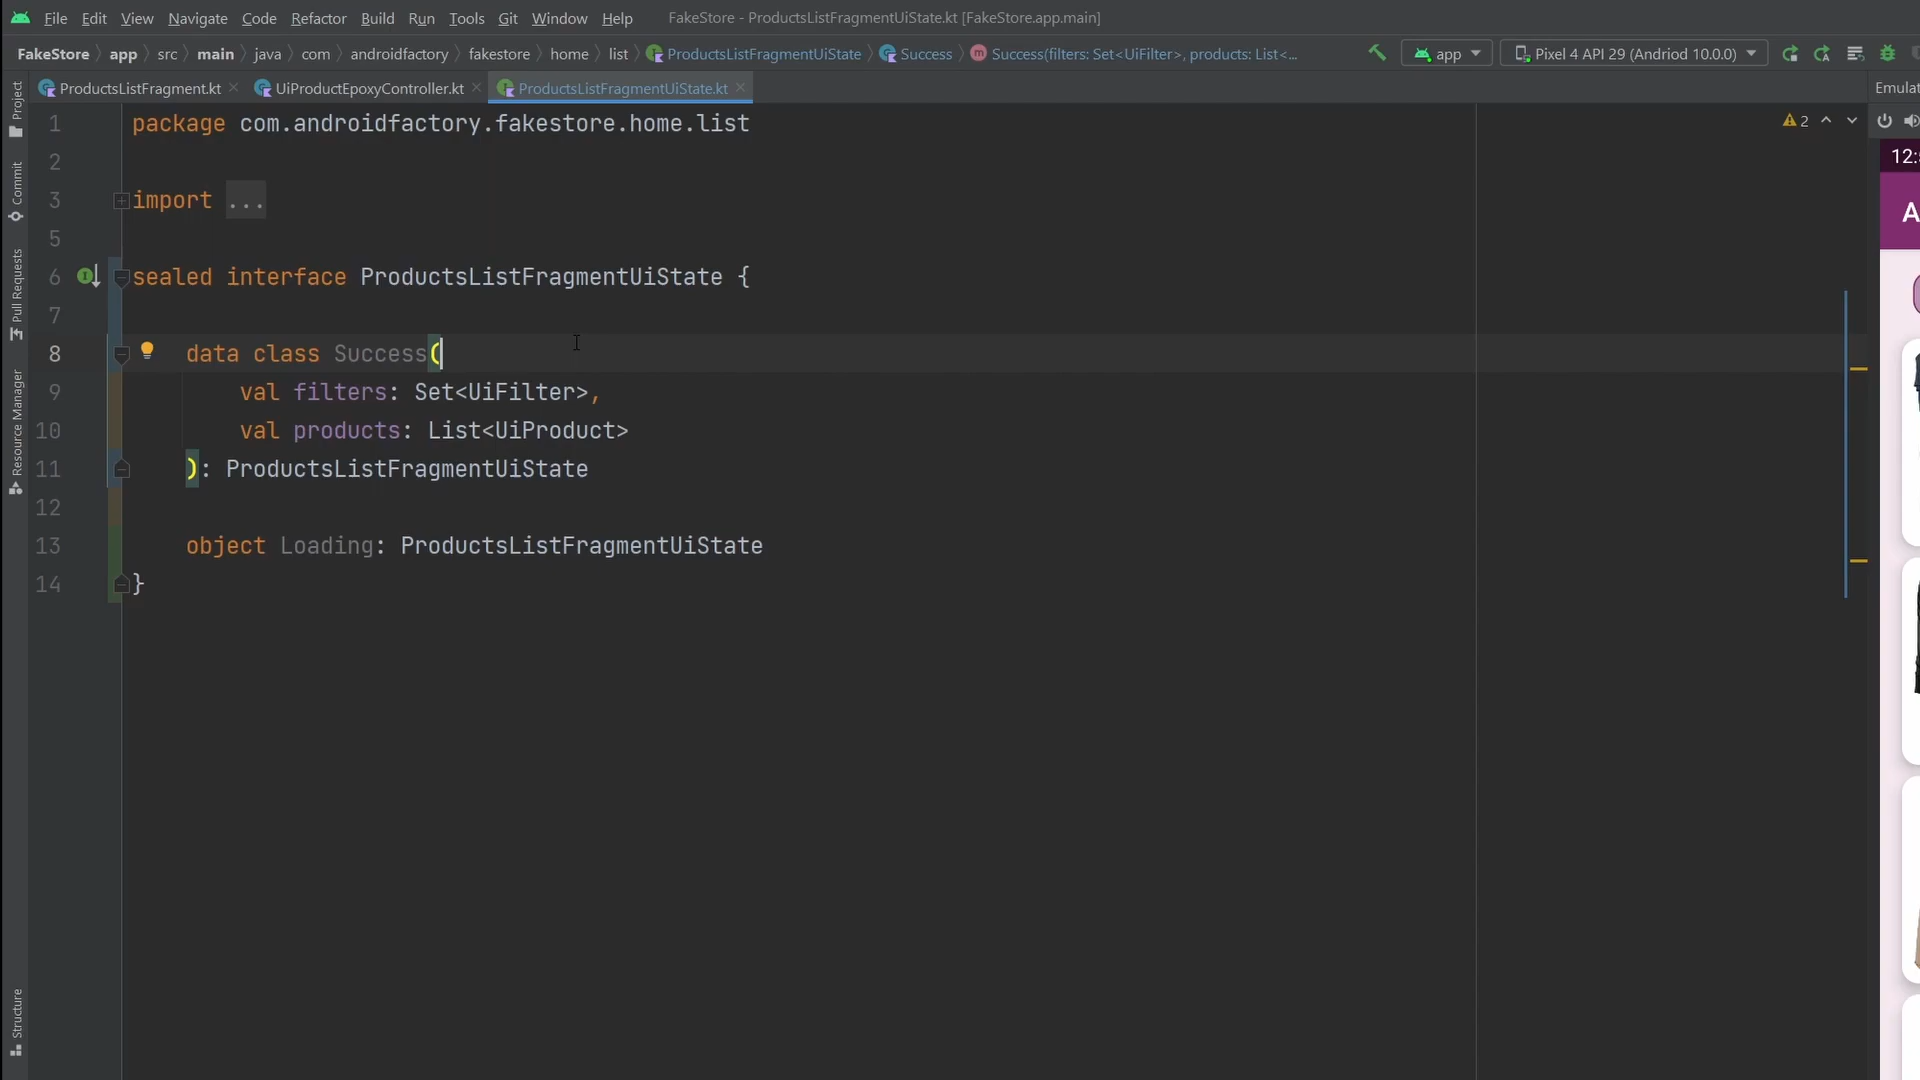 File Edit View Navigate Code Refactor Build Run Tools Git Window Help FakeStore - ProductsListFragmentUiState.kt [FakeStore.app.main]
FakeStore app src main java com androidfactory fakestore home list ProductsListFragmentUiState Success Success(filters: Set<UiFilter>, products: List<... app Pixel 4 API 29 (Andriod 10.0.0)
ProductsListFragment.kt UiProductEpoxyController.kt ProductsListFragmentUiState.kt
Project
Commit
Pull Requests
Resource Manager
Structure
1 package com.androidfactory.fakestore.home.list
2
3 import ...
5
6 sealed interface ProductsListFragmentUiState {
7
8 data class Success(
9 val filters: Set<UiFilter>,
10 val products: List<UiProduct>
11 ): ProductsListFragmentUiState
12
13 object Loading: ProductsListFragmentUiState
14 }
2
Emulat
12:
A